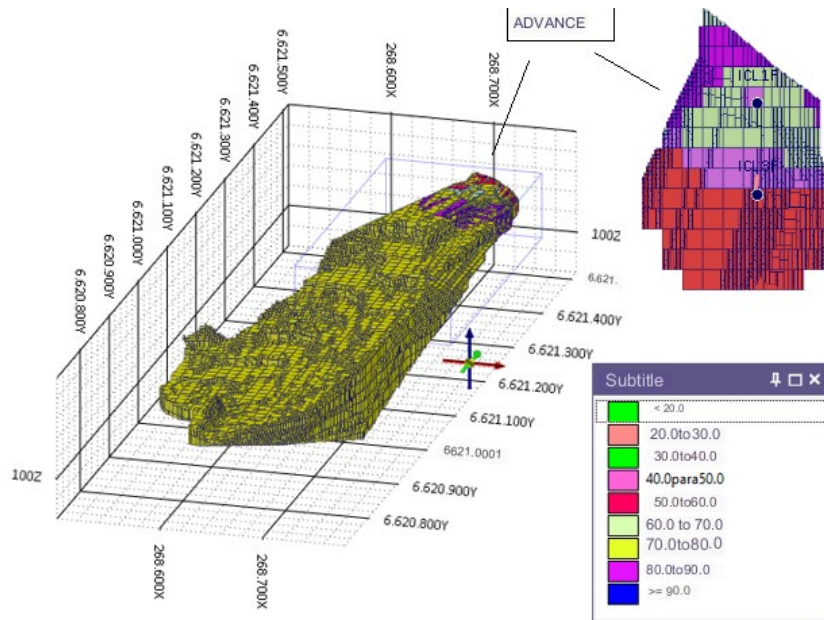 ADVANCE
ICL1F
ICL3F
6.621.500Y
6.621.400Y
6.621.300Y
6.621.200Y
6.621.100Y
6.621.000Y
6.620.900Y
6.620.800Y
268.600X
268.700X
100Z
6.621.
6.621.400Y
6.621.300Y
6.621.200Y
6.621.100Y
6621.0001
6.620.900Y
6.620.800Y
100Z
268.600X
268.700X
Subtitle
< 20.0
20.0to30.0
30.0to40.0
40.0para50.0
50.0to60.0
60.0 to 70.0
70.0to80.0
80.0to90.0
>= 90.0